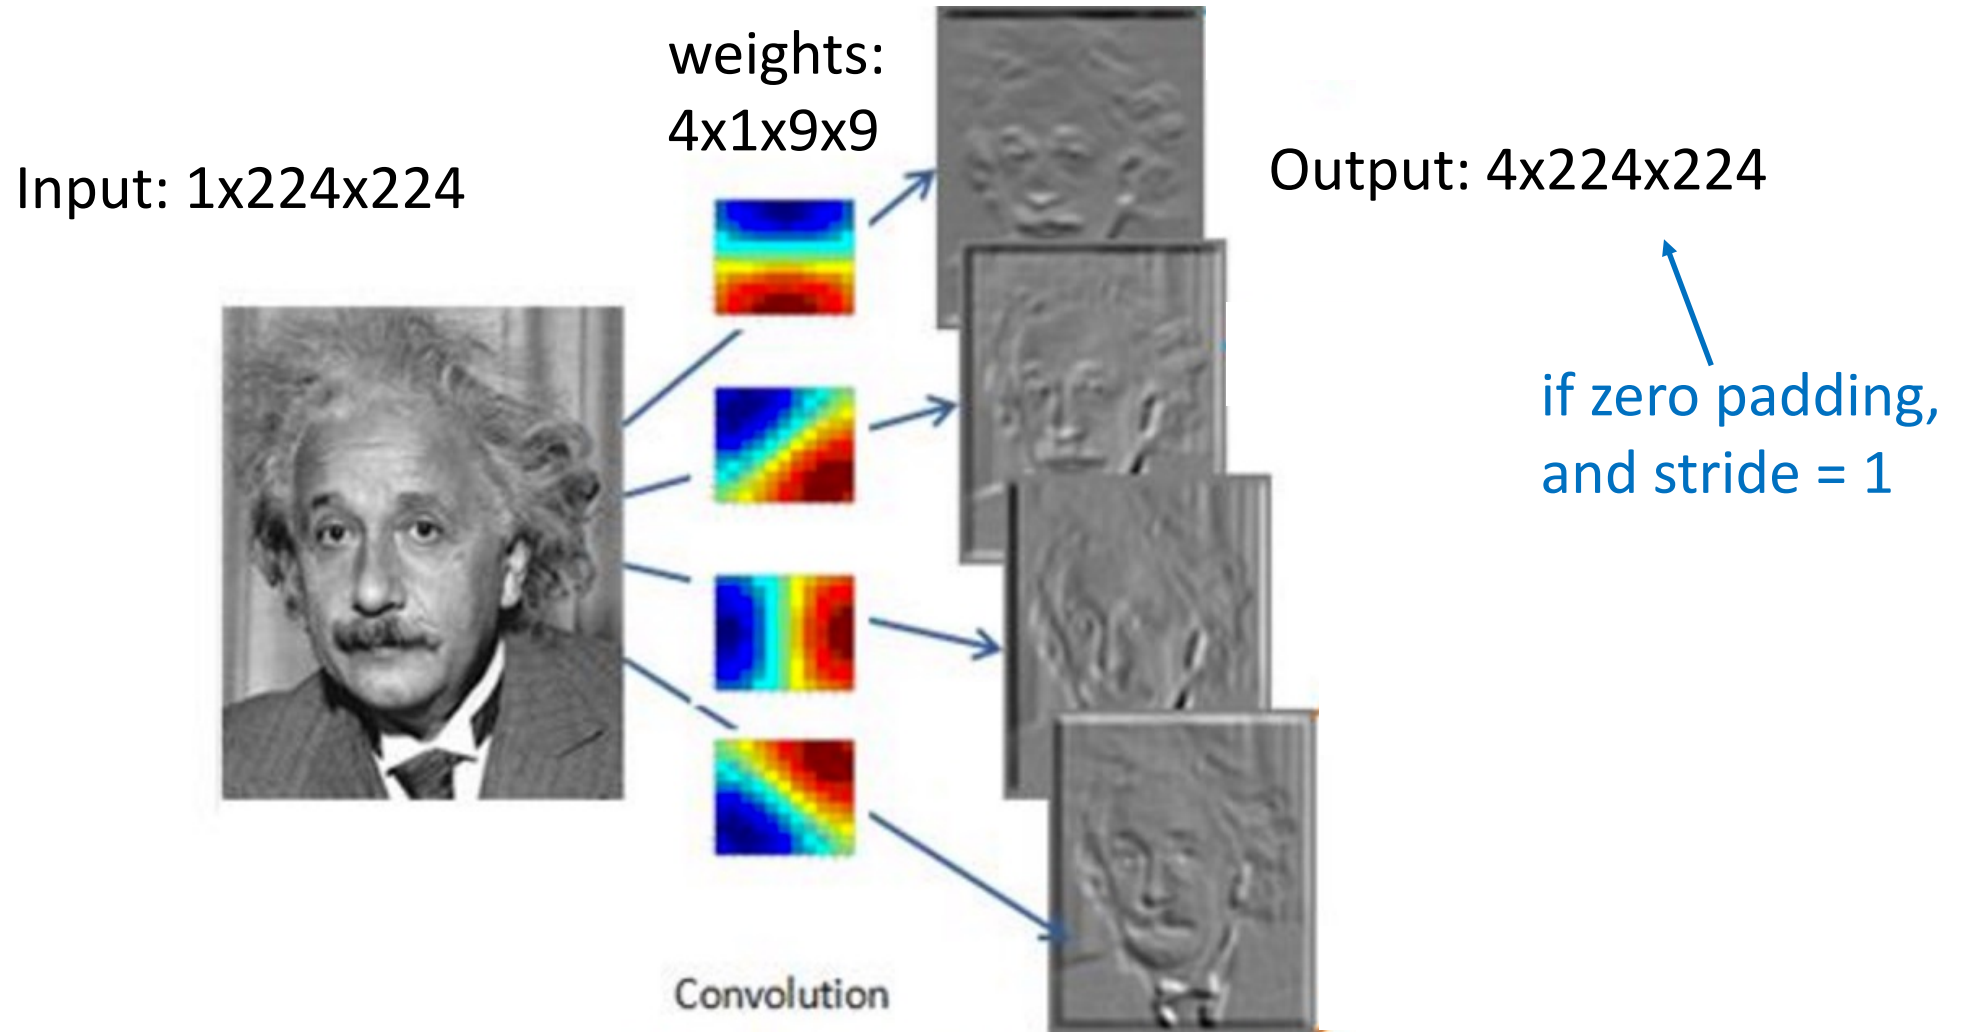 weights:
4x1x9x9
Input: 1x224x224
Output: 4x224x224
if zero padding,
and stride = 1
Convolution